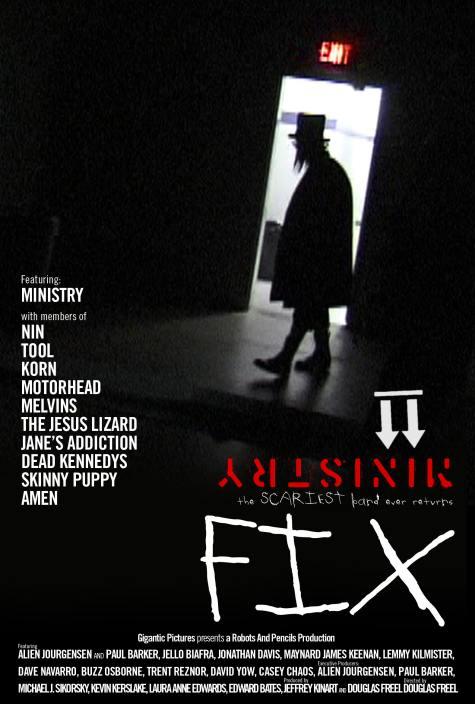 EXIT
Featuring:
MINISTRY
with members of
NIN
TOOL
KORN
MOTORHEAD
MELVINS
THE JESUS LIZARD
JANE'S ADDICTION
DEAD KENNEDYS
SKINNY PUPPY
AMEN
MINISTRY
the SCARIEST band ever returns
FIX
Gigantic Pictures presents a Robots And Pencils Production
Featuring
ALIEN JOURGENSEN AND PAUL BARKER, JELLO BIAFRA, JONATHAN DAVIS, MAYNARD JAMES KEENAN, LEMMY KILMISTER,
Executive Producers
DAVE NAVARRO, BUZZ OSBORNE, TRENT REZNOR, DAVID YOW, CASEY CHAOS, ALIEN JOURGENSEN, PAUL BARKER,
Produced by Directed by
MICHAEL J. SIKORSKY, KEVIN KERSLAKE, LAURA ANNE EDWARDS, EDWARD BATES, JEFFREY KINART AND DOUGLAS FREEL DOUGLAS FREEL